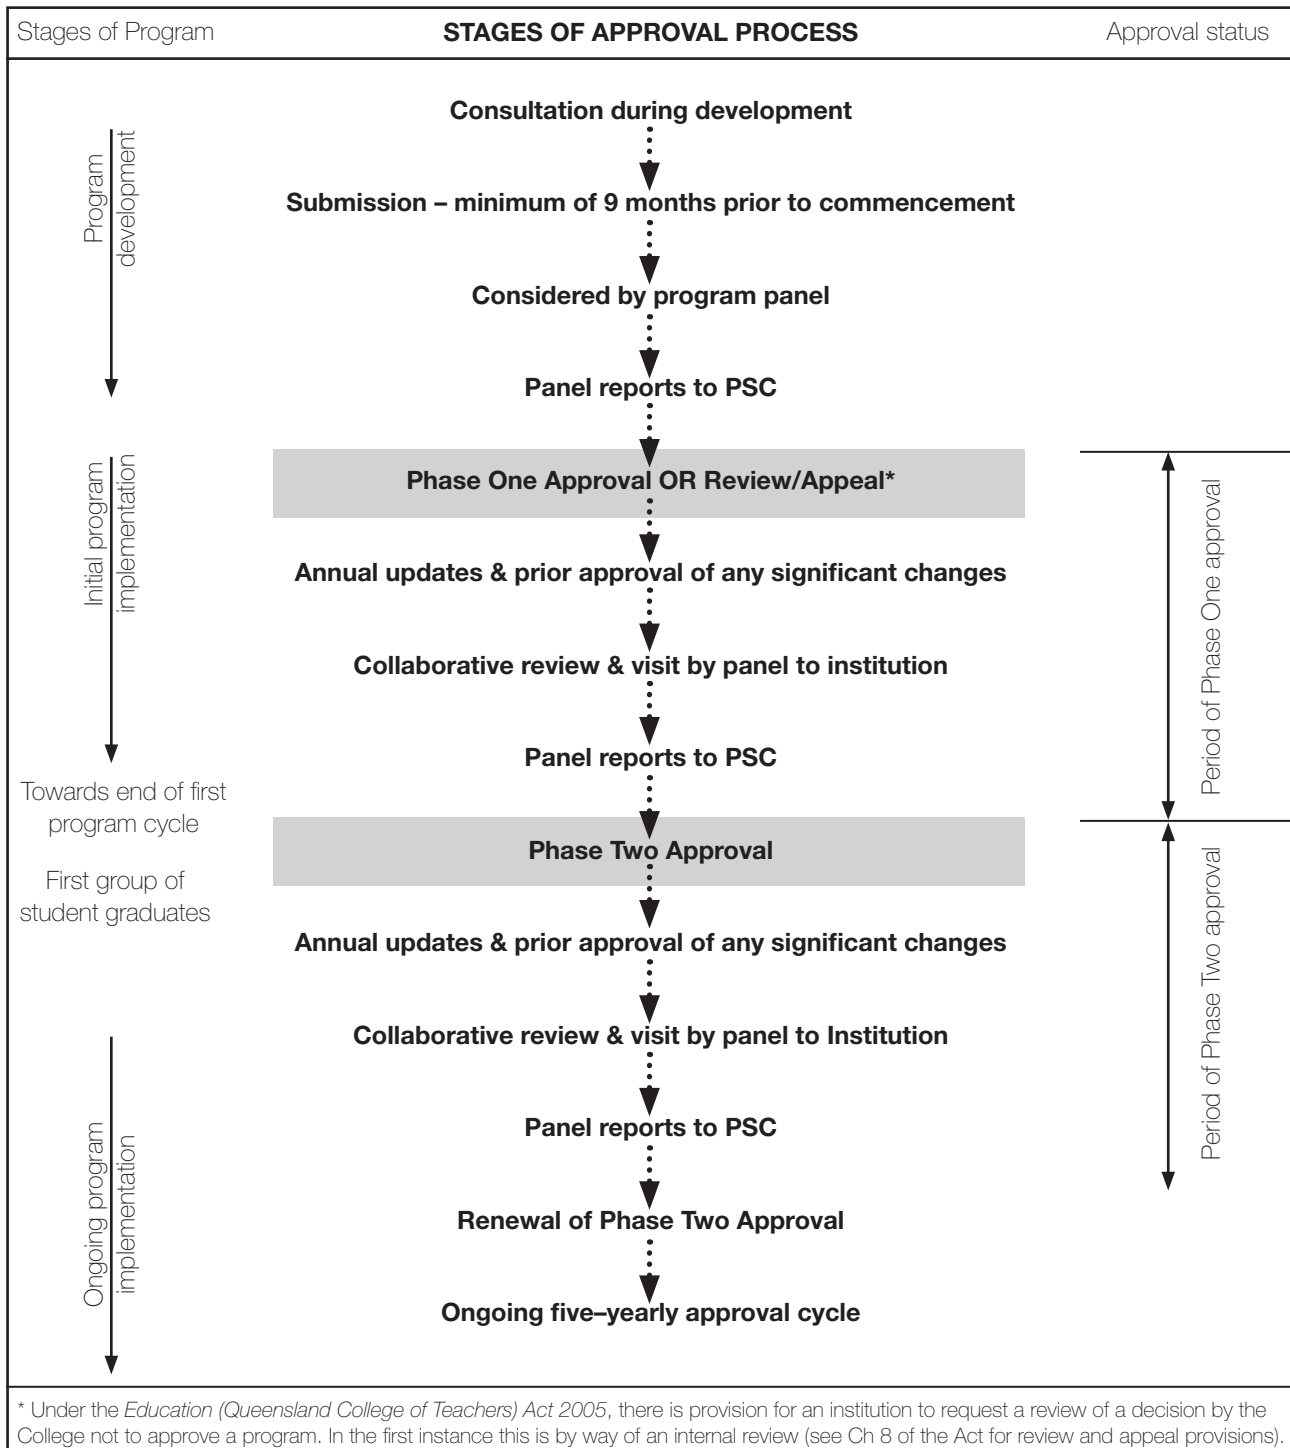 Stages of Program
STAGES OF APPROVAL PROCESS
Approval status
Program
development
Consultation during development
Submission – minimum of 9 months prior to commencement
Considered by program panel
Panel reports to PSC
Initial program
implementation
Phase One Approval OR Review/Appeal*
Annual updates & prior approval of any significant changes
Collaborative review & visit by panel to institution
Panel reports to PSC
Period of Phase One approval
Towards end of first
program cycle
First group of
student graduates
Phase Two Approval
Annual updates & prior approval of any significant changes
Collaborative review & visit by panel to Institution
Panel reports to PSC
Period of Phase Two approval
Ongoing program
implementation
Renewal of Phase Two Approval
Ongoing five–yearly approval cycle
* Under the Education (Queensland College of Teachers) Act 2005, there is provision for an institution to request a review of a decision by the
College not to approve a program. In the first instance this is by way of an internal review (see Ch 8 of the Act for review and appeal provisions).